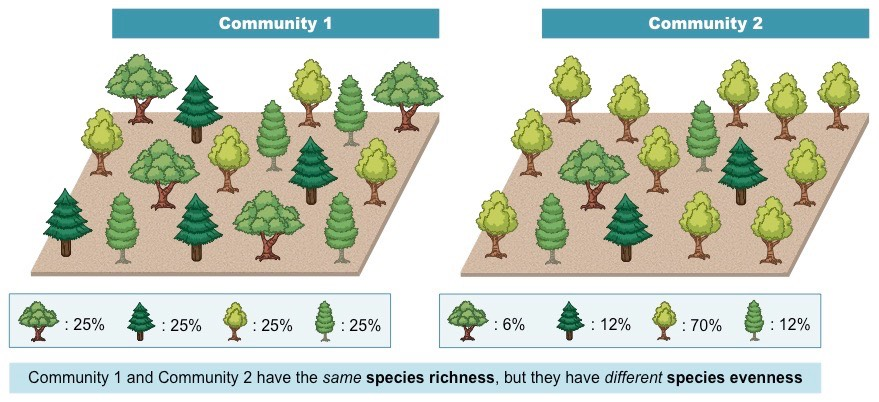 Community 1
Community 2
: 25% : 25% : 25% : 25%
: 6% : 12% : 70% : 12%
Community 1 and Community 2 have the same species richness, but they have different species evenness